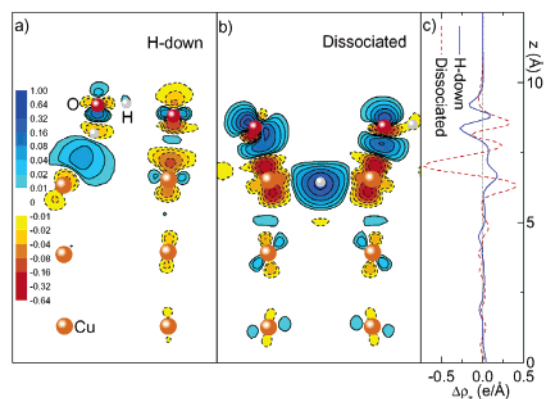 a)
H-down
O
H
1.00
0.64
0.32
0.16
0.08
0.04
0.02
0.01
0
-0.01
-0.02
-0.04
-0.08
-0.16
-0.32
-0.64
Cu
b)
Dissociated
c)
Dissociated
H-down
z (Å)
10
5
0
-0.5
0.0
0.5
Δρz (e/Å)